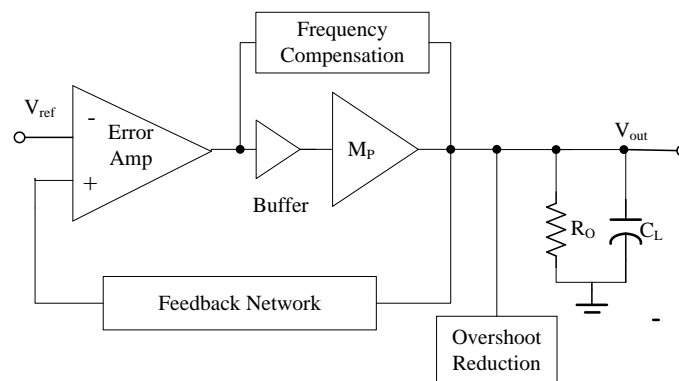 Frequency
Compensation
Vref
-
Error
Amp
+
Buffer
MP
Vout
RO
CL
Feedback Network
Overshoot
Reduction
-